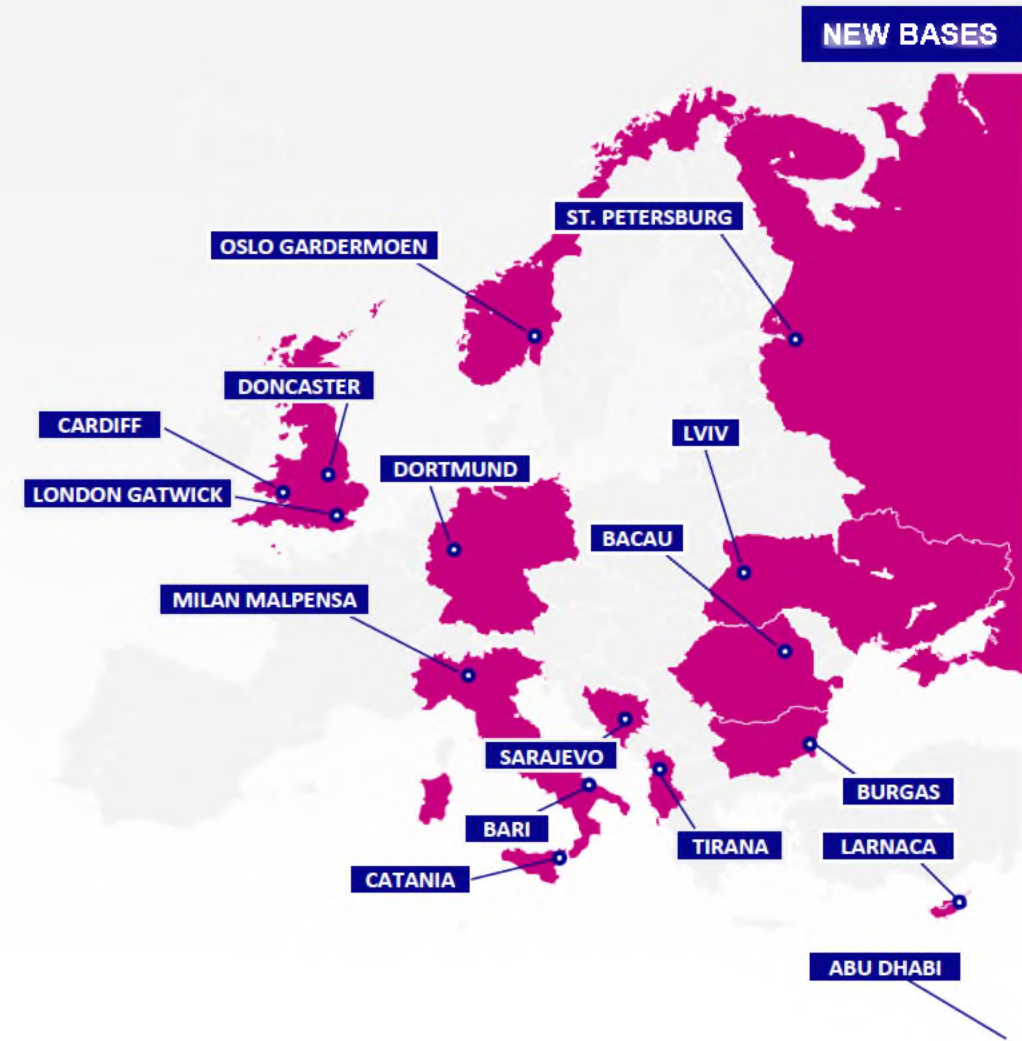 NEW BASES
ST. PETERSBURG
OSLO GARDERMOEN
DONCASTER
CARDIFF
LVIV
DORTMUND
LONDON GATWICK
BACAU
MILAN MALPENSA
SARAJEVO
BURGAS
BARI
TIRANA
LARNACA
CATANIA
ABU DHABI